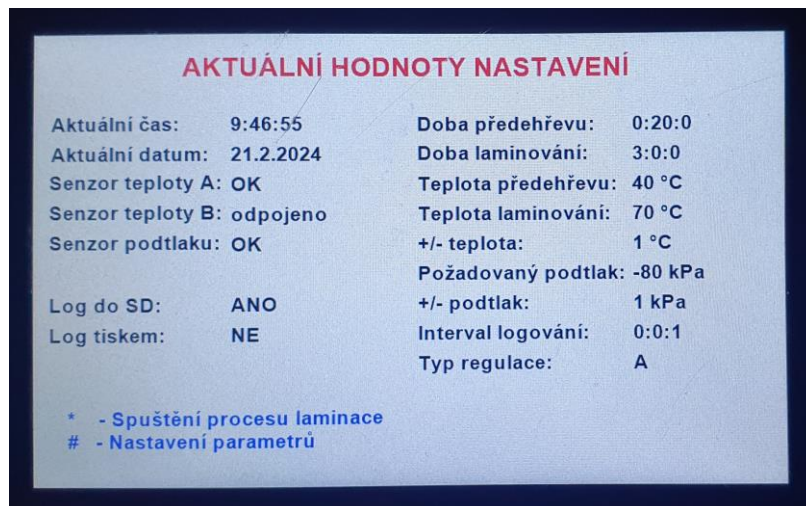 AKTUÁLNÍ HODNOTY NASTAVENÍ
Aktuální čas: 9:46:55
Aktuální datum: 21.2.2024
Senzor teploty A: OK
Senzor teploty B: odpojeno
Senzor podtlaku: OK
Log do SD: ANO
Log tiskem: NE
Doba předehřevu: 0:20:0
Doba laminování: 3:0:0
Teplota předehřevu: 40 °C
Teplota laminování: 70 °C
+/- teplota: 1 °C
Požadovaný podtlak: -80 kPa
+/- podtlak: 1 kPa
Interval logování: 0:0:1
Typ regulace: A
* - Spuštění procesu laminace
# - Nastavení parametrů